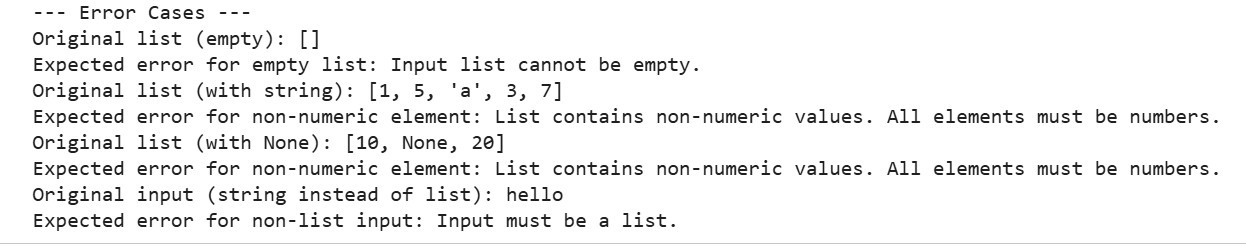 --- Error Cases ---
Original list (empty): []
Expected error for empty list: Input list cannot be empty.
Original list (with string): [1, 5, 'a', 3, 7]
Expected error for non-numeric element: List contains non-numeric values. All elements must be numbers.
Original list (with None): [10, None, 20]
Expected error for non-numeric element: List contains non-numeric values. All elements must be numbers.
Original input (string instead of list): hello
Expected error for non-list input: Input must be a list.